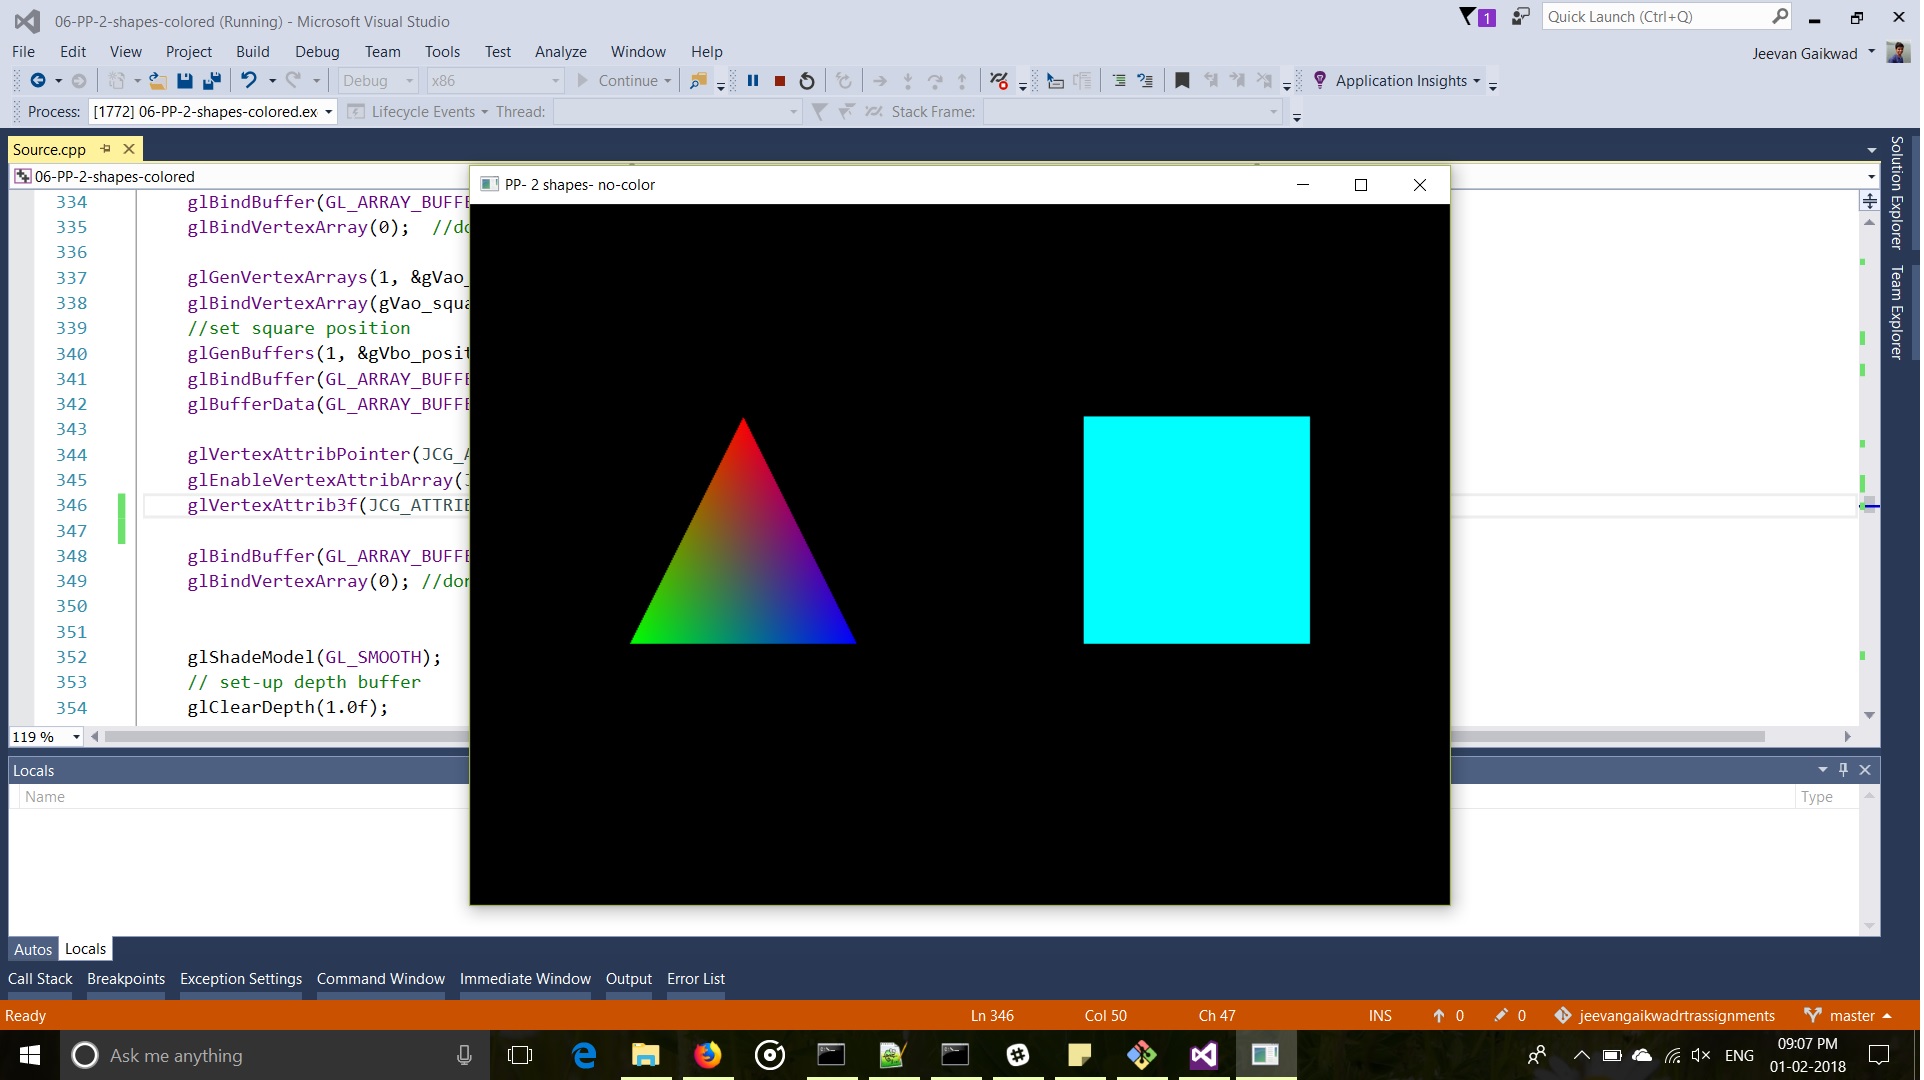 06-PP-2-shapes-colored (Running) - Microsoft Visual Studio
1
Quick Launch (Ctrl+Q)
File Edit View Project Build Debug Team Tools Test Analyze Window Help
Jeevan Gaikwad
Debug x86 Continue Application Insights
Process: [1772] 06-PP-2-shapes-colored.ex Lifecycle Events Thread: Stack Frame:
Source.cpp
06-PP-2-shapes-colored
PP- 2 shapes- no-color
Solution Explorer
Team Explorer
334 glBindBuffer(GL_ARRAY_BUFFE
335 glBindVertexArray(0); //do
336
337 glGenVertexArrays(1, &gVao_
338 glBindVertexArray(gVao_squa
339 //set square position
340 glGenBuffers(1, &gVbo_posit
341 glBindBuffer(GL_ARRAY_BUFFE
342 glBufferData(GL_ARRAY_BUFFE
343
344 glVertexAttribPointer(JCG_A
345 glEnableVertexAttribArray(J
346 glVertexAttrib3f(JCG_ATTRIB
347
348 glBindBuffer(GL_ARRAY_BUFFE
349 glBindVertexArray(0); //don
350
351
352 glShadeModel(GL_SMOOTH);
353 // set-up depth buffer
354 glClearDepth(1.0f);
119 %
Locals
Name Type
Autos Locals
Call Stack Breakpoints Exception Settings Command Window Immediate Window Output Error List
Ready Ln 346 Col 50 Ch 47 INS 0 0 jeevangaikwadrtrassignments master
Ask me anything
ENG
09:07 PM
01-02-2018